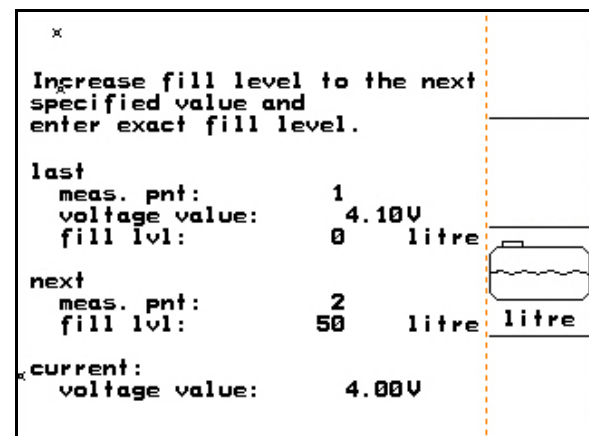 Increase fill level to the next
specified value and
enter exact fill level.
last
meas. pnt: 1
voltage value: 4.10V
fill lvl: 0 litre
next
meas. pnt: 2
fill lvl: 50 litre
litre
current:
voltage value: 4.00V